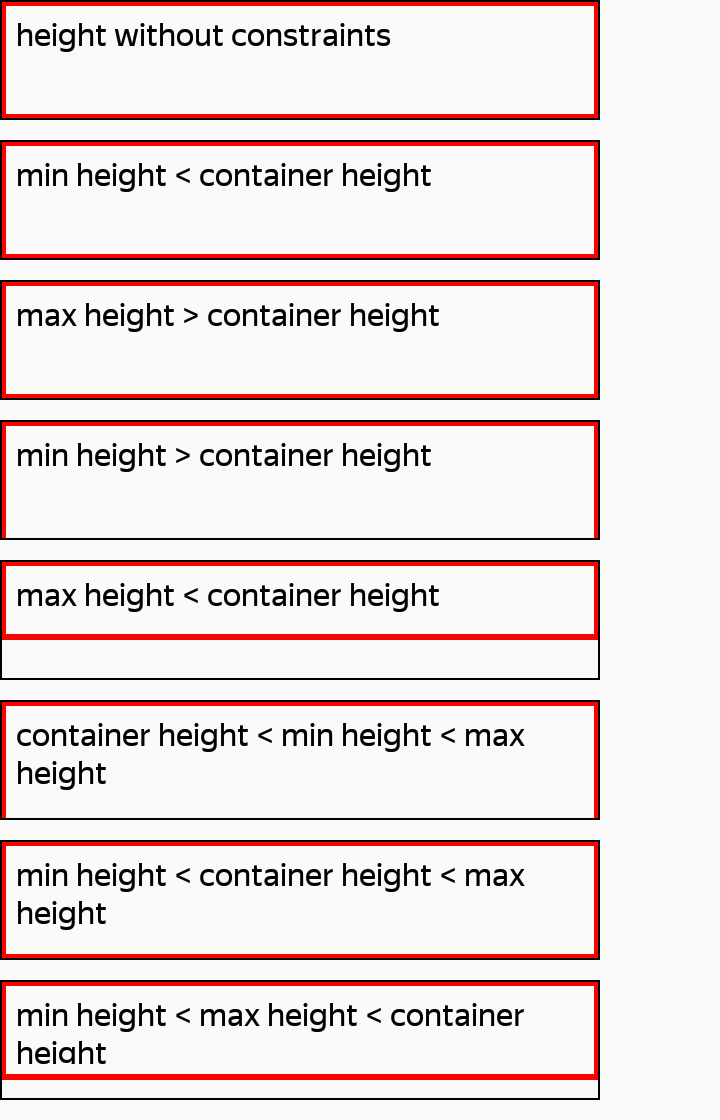 height without constraints
min height < container height
max height > container height
min height > container height
max height < container height
container height < min height < max
height
min height < container height < max
height
min height < max height < container
height